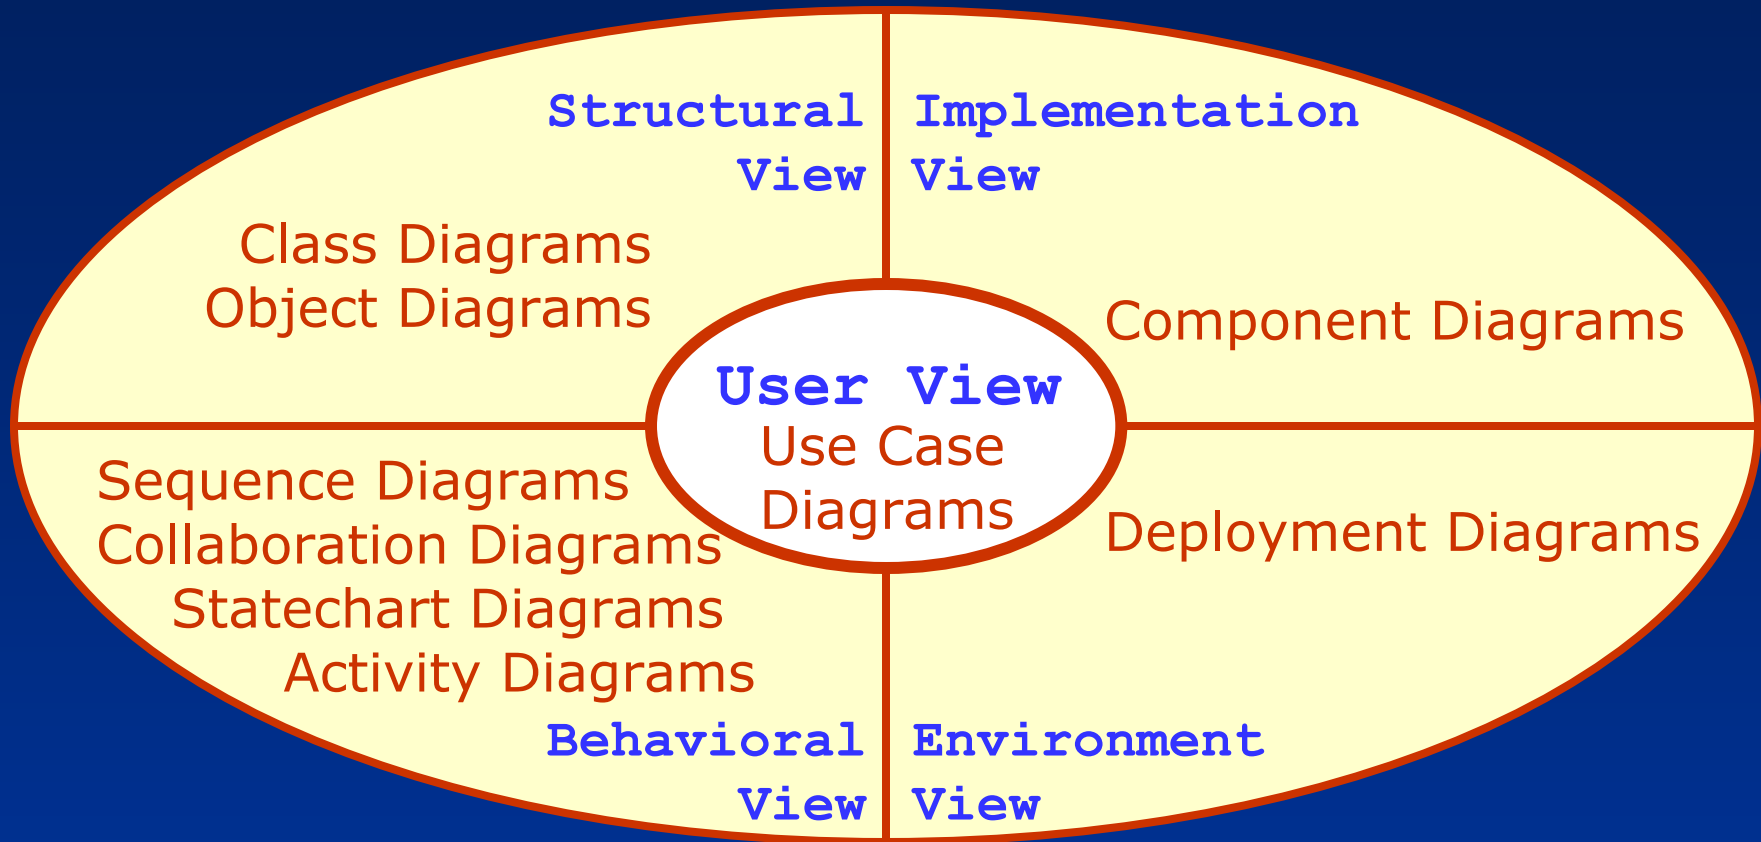 Structural
View
Class Diagrams
Object Diagrams
Implementation
View
Component Diagrams
User View
Use Case
Diagrams
Sequence Diagrams
Collaboration Diagrams
Statechart Diagrams
Activity Diagrams
Behavioral
View
Deployment Diagrams
Environment
View